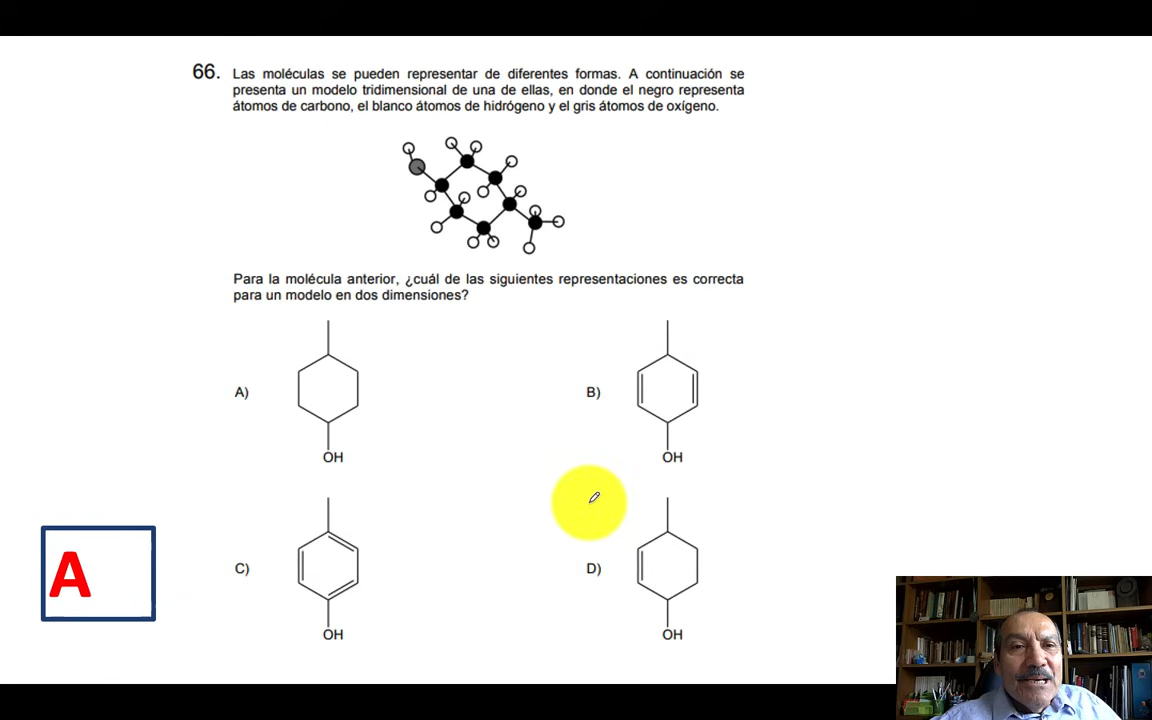 66. Las moléculas se pueden representar de diferentes formas. A continuación se
presenta un modelo tridimensional de una de ellas, en donde el negro representa
átomos de carbono, el blanco átomos de hidrógeno y el gris átomos de oxígeno.
Para la molécula anterior, ¿cuál de las siguientes representaciones es correcta
para un modelo en dos dimensiones?
A)
OH
B)
OH
C)
OH
D)
OH
A